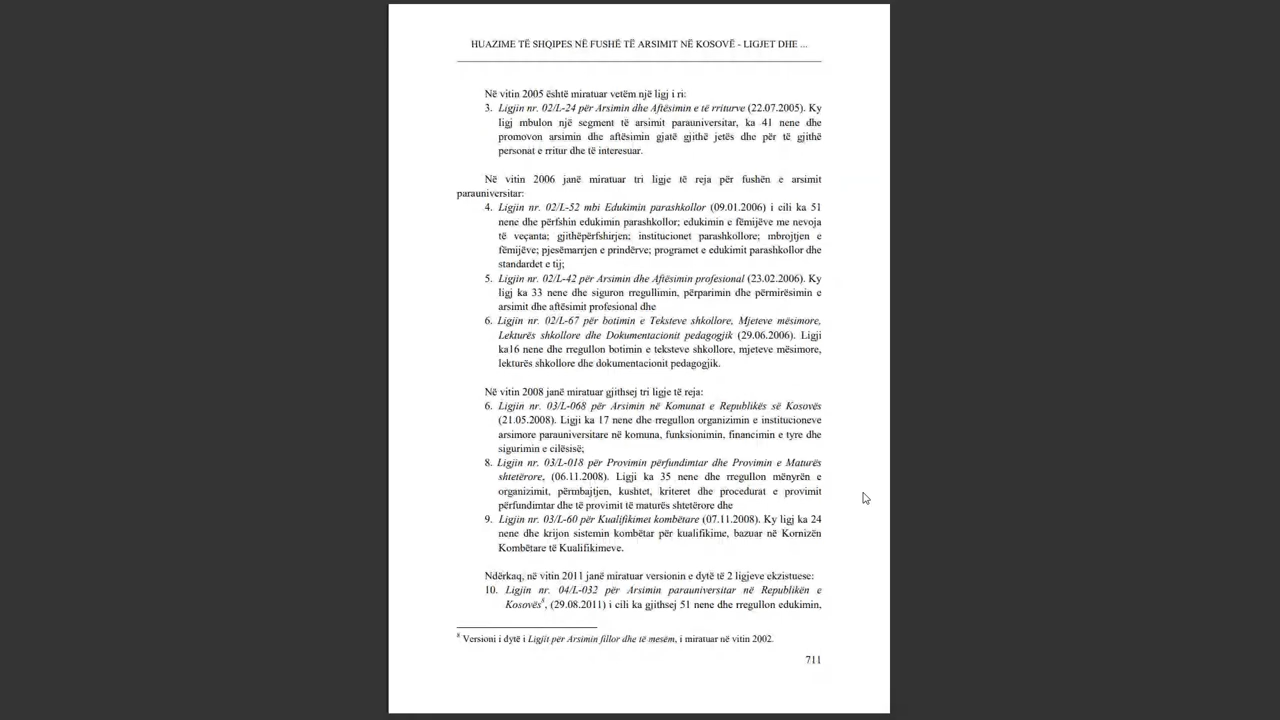 HUAZIME TË SHQIPES NË FUSHË TË ARSIMIT NË KOSOVË - LIGJET DHE ...
Në vitin 2005 është miratuar vetëm një ligj i ri:
3. Ligjin nr. 02/L-24 për Arsimin dhe Aftësimin e të rriturve (22.07.2005). Ky
ligj mbulon një segment të arsimit parauniversitar, ka 41 nene dhe
promovon arsimin dhe aftësimin gjatë gjithë jetës dhe për të gjithë
personat e rritur dhe të interesuar.
Në vitin 2006 janë miratuar tri ligje të reja për fushën e arsimit
parauniversitar:
4. Ligjin nr. 02/L-52 mbi Edukimin parashkollor (09.01.2006) i cili ka 51
nene dhe përfshin edukimin parashkollor; edukimin e fëmijëve me nevoja
të veçanta; gjithëpërfshirjen; institucionet parashkollore; mbrojtjen e
fëmijëve; pjesëmarrjen e prindërve; programet e edukimit parashkollor dhe
standardet e tij;
5. Ligjin nr. 02/L-42 për Arsimin dhe Aftësimin profesional (23.02.2006). Ky
ligj ka 33 nene dhe siguron rregullimin, përparimin dhe përmirësimin e
arsimit dhe aftësimit profesional dhe
6. Ligjin nr. 02/L-67 për botimin e Teksteve shkollore, Mjeteve mësimore,
Lekturës shkollore dhe Dokumentacionit pedagogjik (29.06.2006). Ligji
ka16 nene dhe rregullon botimin e teksteve shkollore, mjeteve mësimore,
lekturës shkollore dhe dokumentacionit pedagogjik.
Në vitin 2008 janë miratuar gjithsej tri ligje të reja:
6. Ligjin nr. 03/L-068 për Arsimin në Komunat e Republikës së Kosovës
(21.05.2008). Ligji ka 17 nene dhe rregullon organizimin e institucioneve
arsimore parauniversitare në komuna, funksionimin, financimin e tyre dhe
sigurimin e cilësisë;
8. Ligjin nr. 03/L-018 për Provimin përfundimtar dhe Provimin e Maturës
shtetërore, (06.11.2008). Ligji ka 35 nene dhe rregullon mënyrën e
organizimit, përmbajtjen, kushtet, kriteret dhe procedurat e provimit
përfundimtar dhe të provimit të maturës shtetërore dhe
9. Ligjin nr. 03/L-60 për Kualifikimet kombëtare (07.11.2008). Ky ligj ka 24
nene dhe krijon sistemin kombëtar për kualifikime, bazuar në Kornizën
Kombëtare të Kualifikimeve.
Ndërkaq, në vitin 2011 janë miratuar versionin e dytë të 2 ligjeve ekzistuese:
10. Ligjin nr. 04/L-032 për Arsimin parauniversitar në Republikën e
Kosovës⁸, (29.08.2011) i cili ka gjithsej 51 nene dhe rregullon edukimin,
⁸ Versioni i dytë i Ligjit për Arsimin fillor dhe të mesëm, i miratuar në vitin 2002.
711